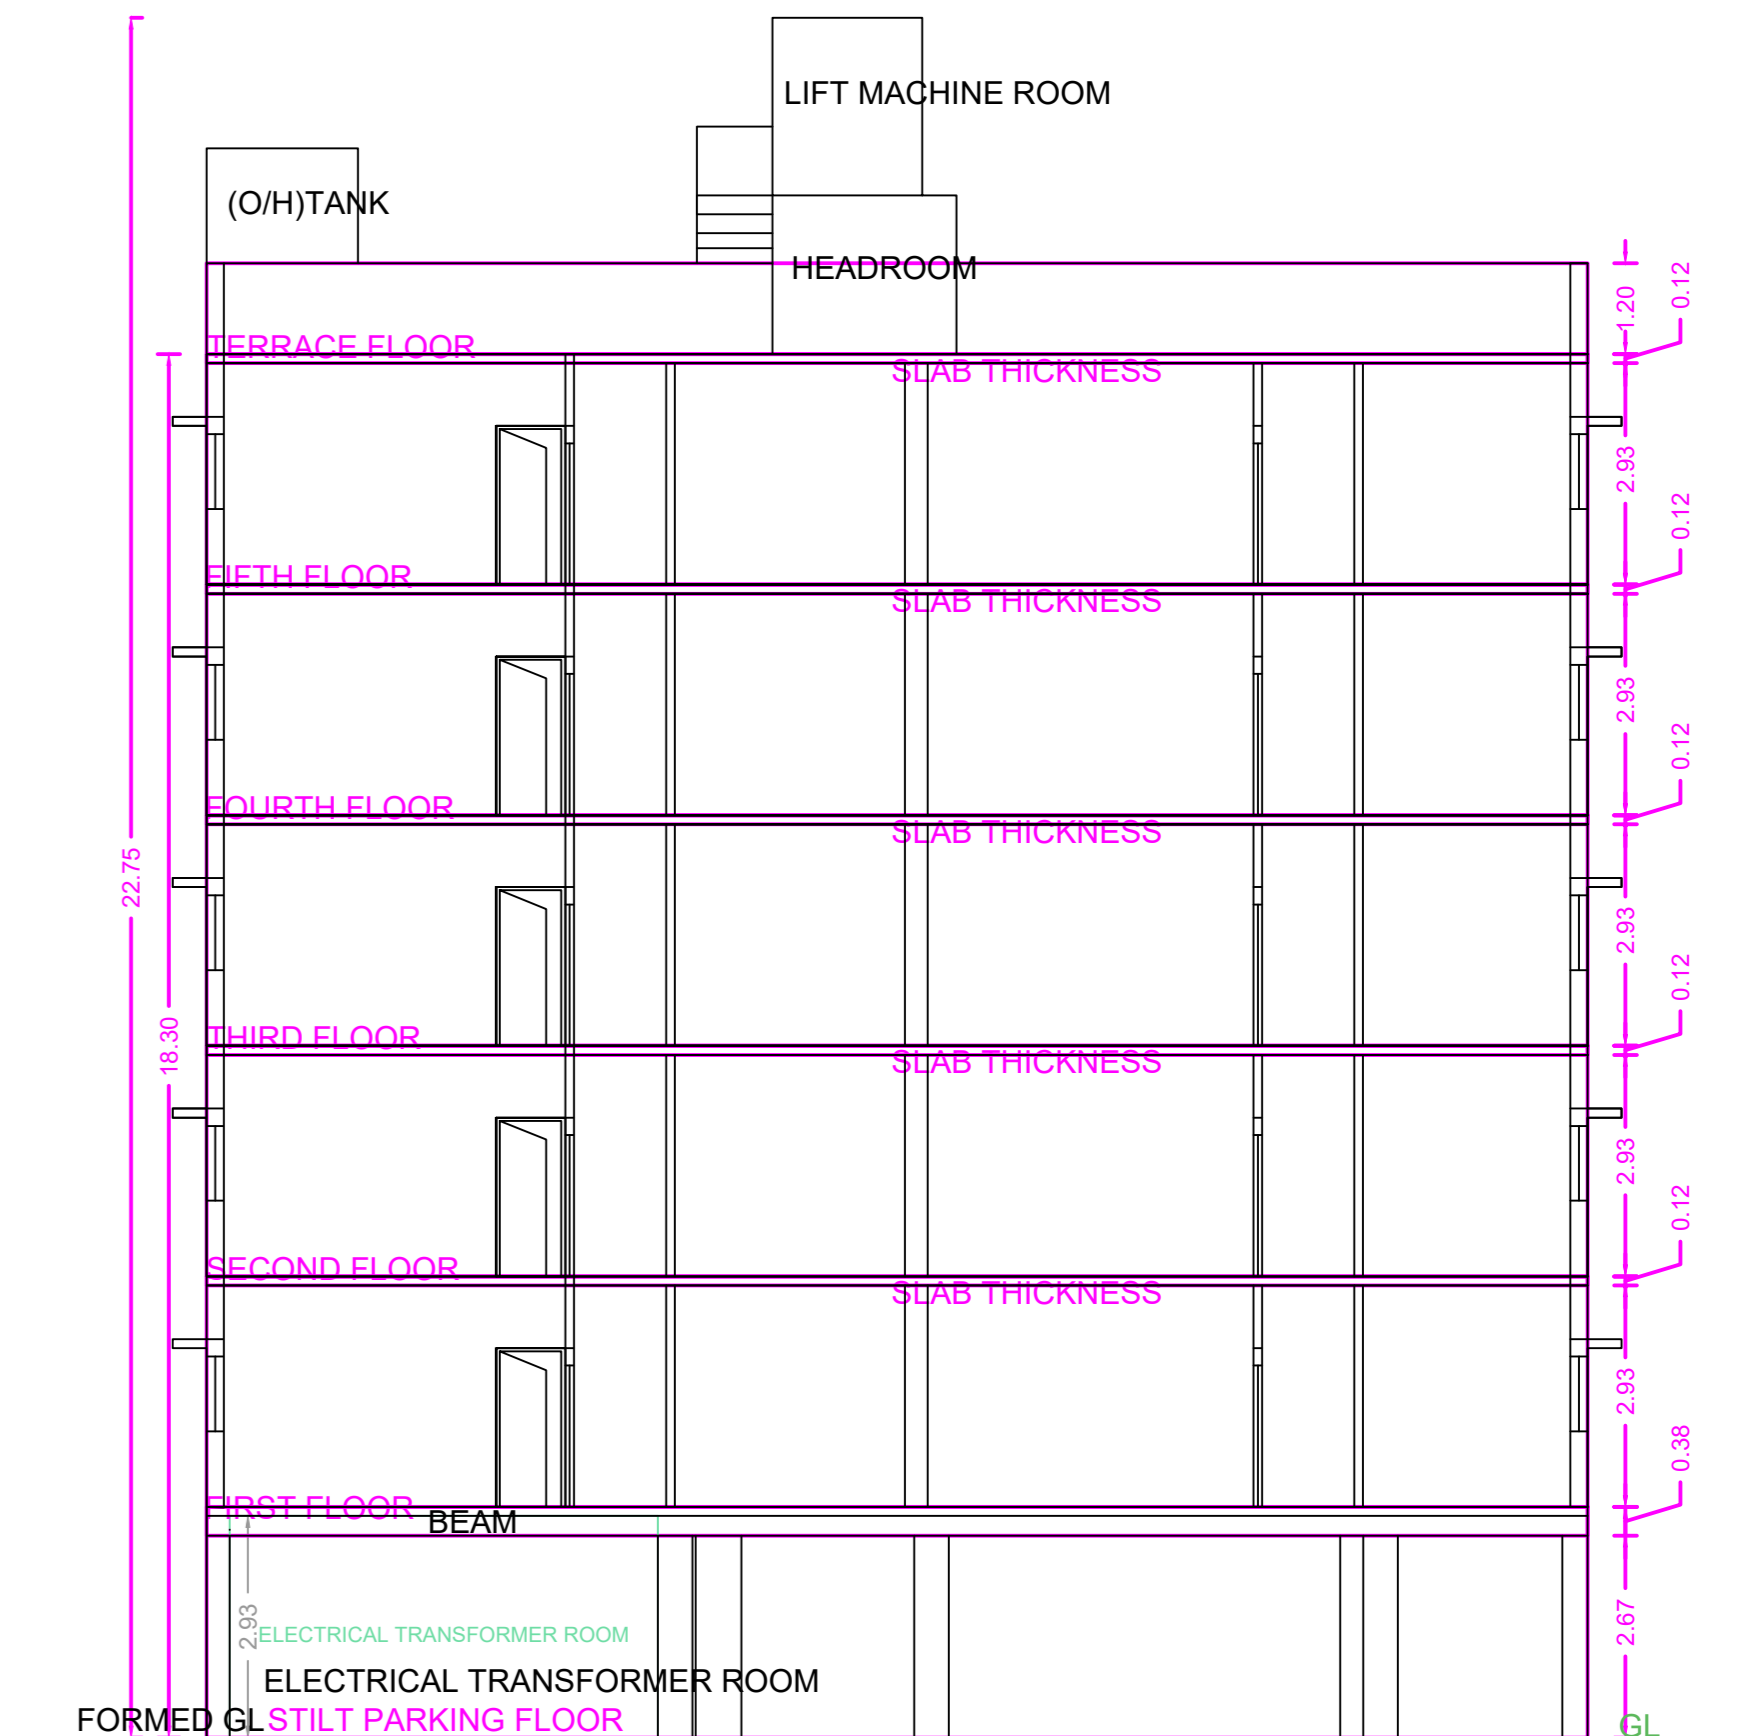 LIFT MACHINE ROOM
(O/H)TANK
HEADROOM
1.20
0.12
TERRACE FLOOR
SLAB THICKNESS
2.93
0.12
FIFTH FLOOR
SLAB THICKNESS
2.93
0.12
FOURTH FLOOR
SLAB THICKNESS
22.75
2.93
0.12
THIRD FLOOR
18.30
SLAB THICKNESS
2.93
0.12
SECOND FLOOR
SLAB THICKNESS
2.93
0.38
FIRST FLOOR
BEAM
2.93
2.67
ELECTRICAL TRANSFORMER ROOM
ELECTRICAL TRANSFORMER ROOM
FORMED GL STILT PARKING FLOOR
GL